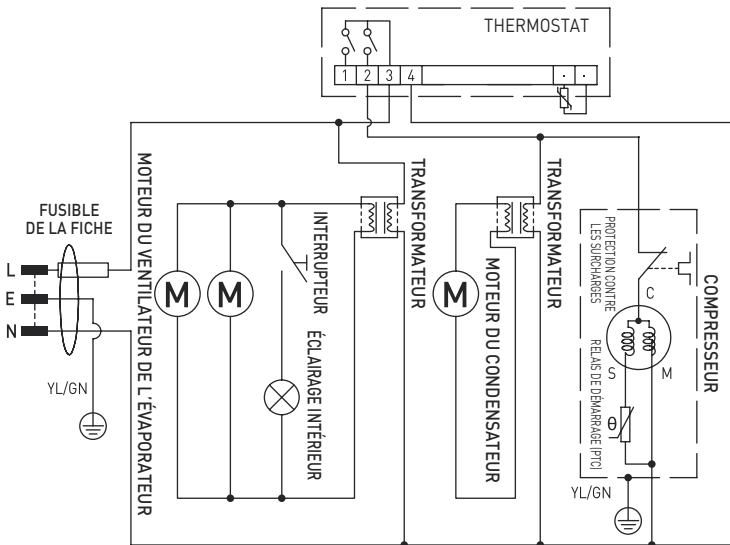 THERMOSTAT
1 2 3 4
FUSIBLE
DE LA FICHE
L
E
N
YL/GN
MOTEUR DU VENTILATEUR DE L'ÉVAPORATEUR
M
M
INTERRUPTEUR
ÉCLAIRAGE INTÉRIEUR
TRANSFORMATEUR
M
MOTEUR DU CONDENSATEUR
TRANSFORMATEUR
PROTECTION CONTRE
LES SURCHARGES
C
S
M
RELAIS DE DÉMARRAGE (PTC)
θ
YL/GN
COMPRESSEUR